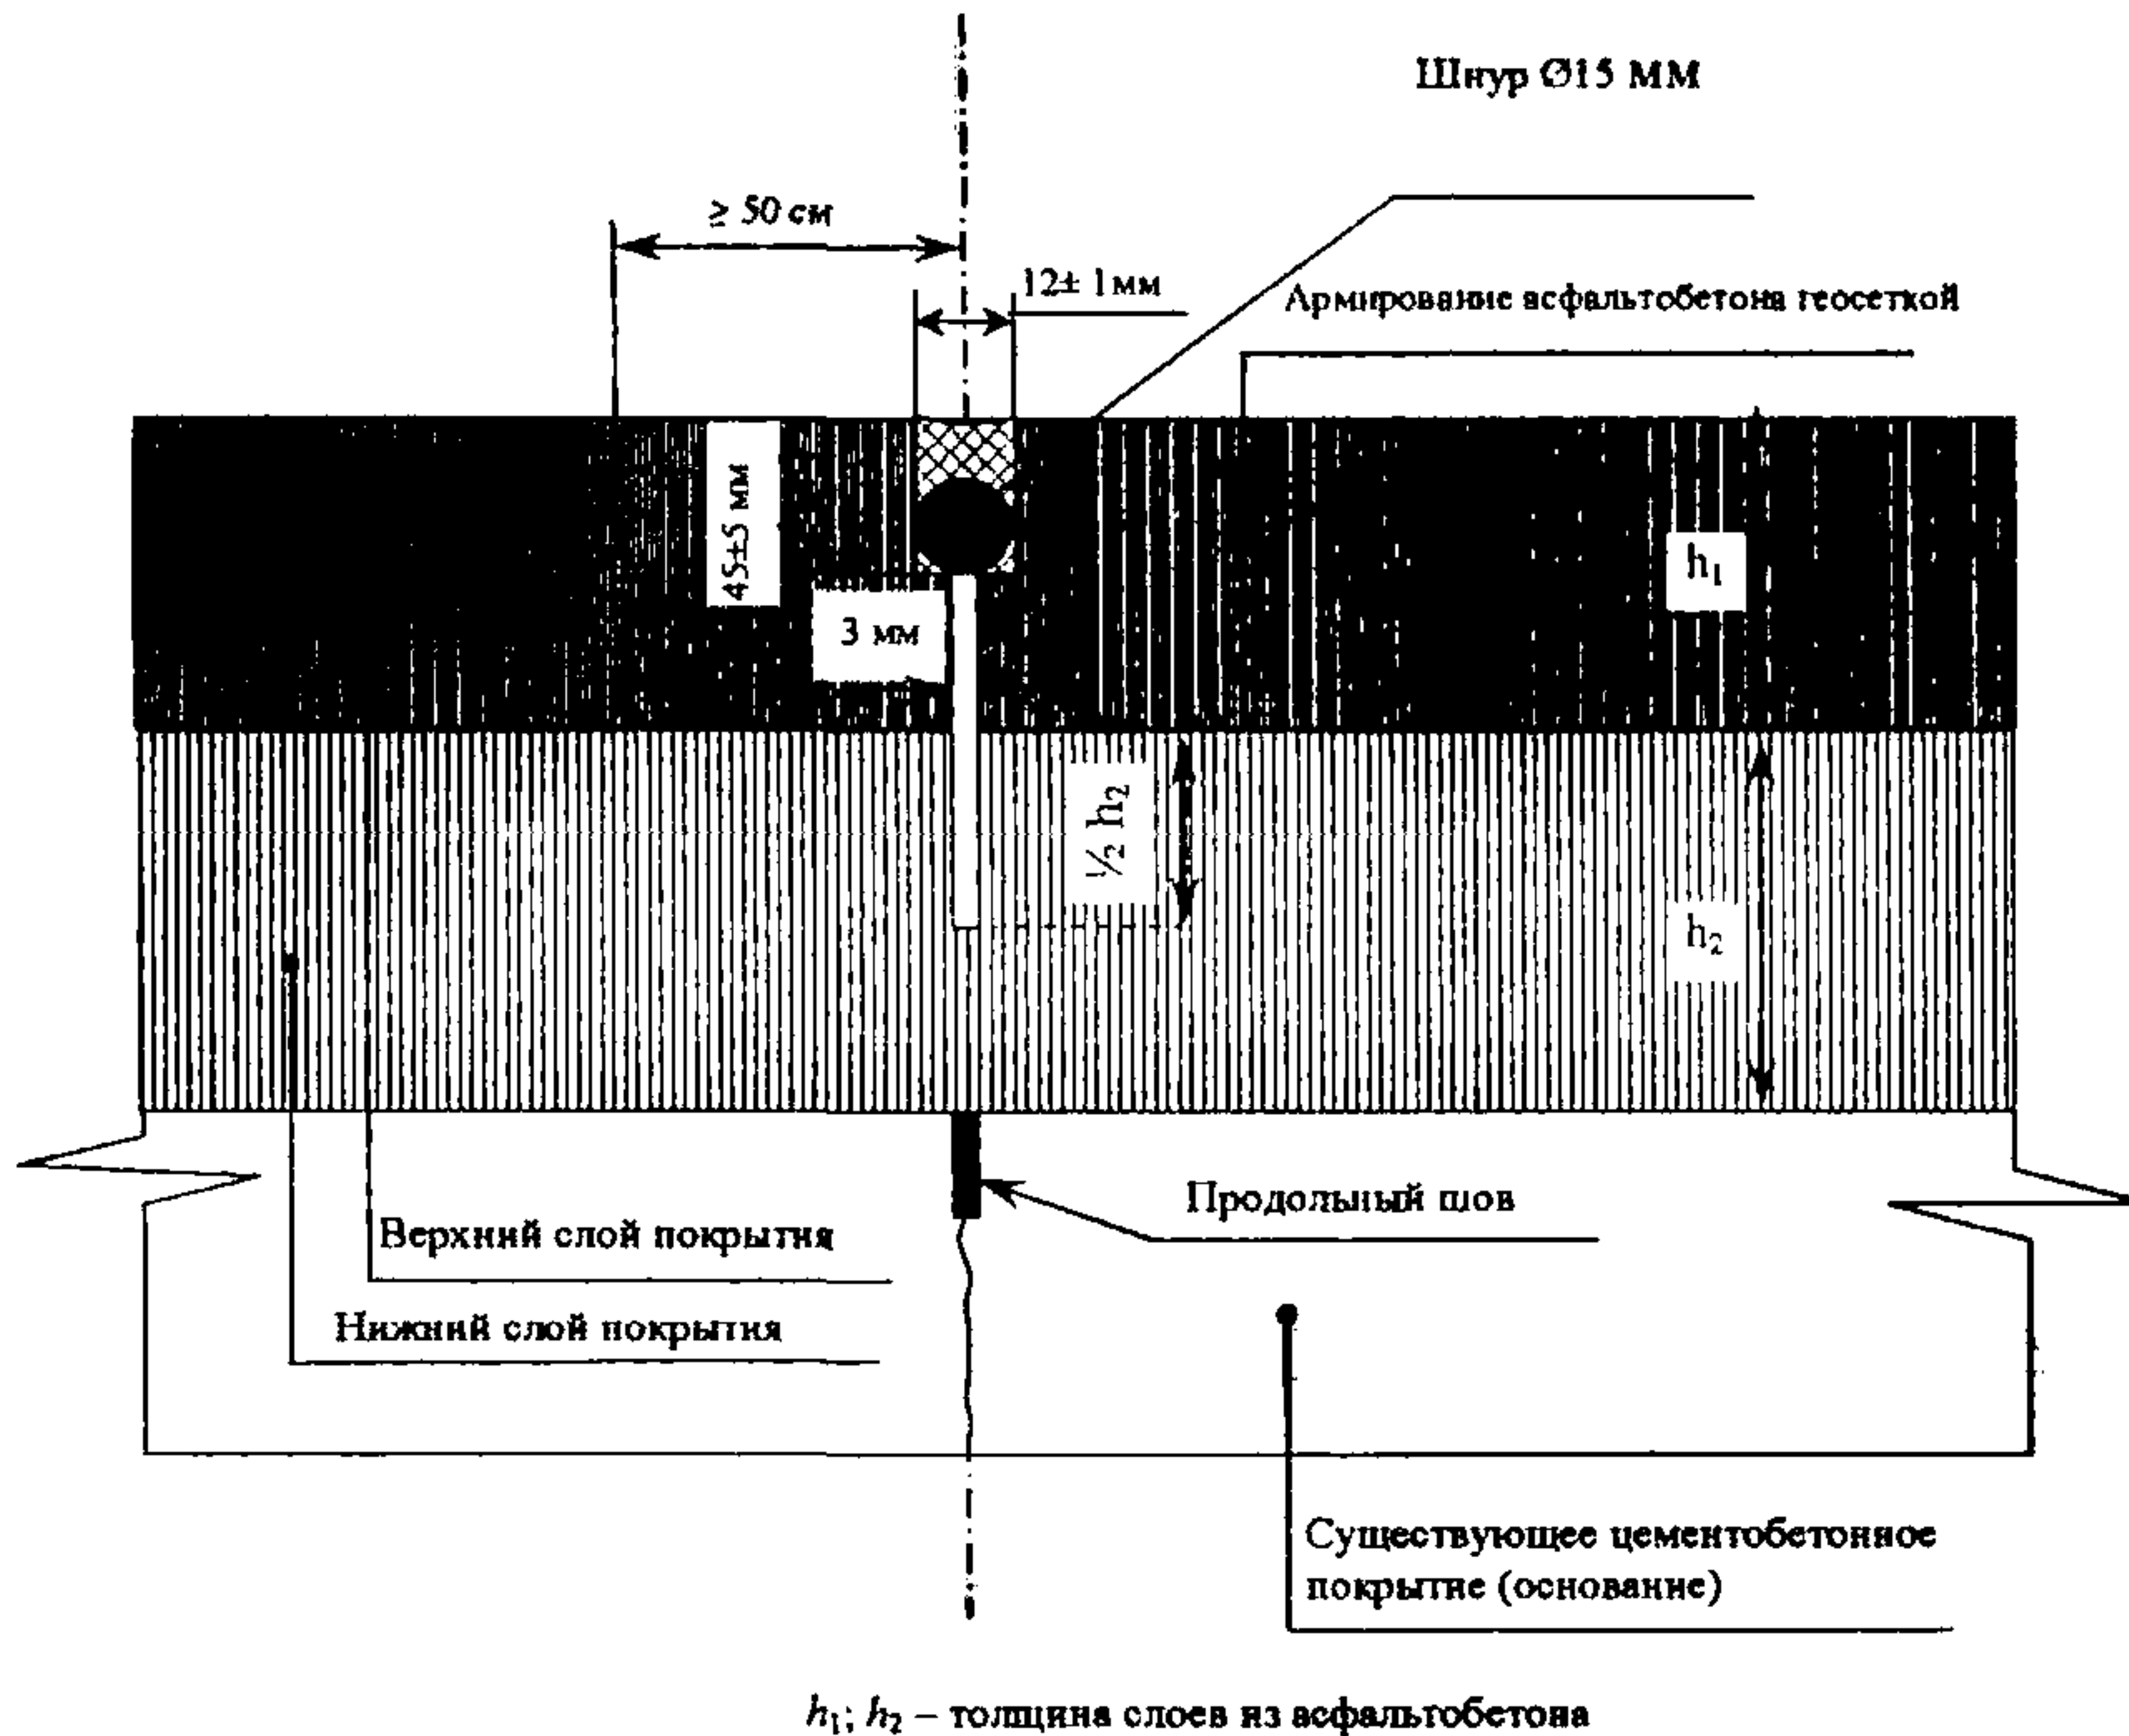 Шнур Ø15 ММ
≥ 50 см
12± 1мм
Армирование асфальтобетона геосеткой
45±5 мм
3 мм
h₁
½ h₂
h₂
Продольный шов
Верхний слой покрытия
Нижний слой покрытия
Существующее цементобетонное
покрытие (основание)
h₁; h₂ – толщина слоев из асфальтобетона